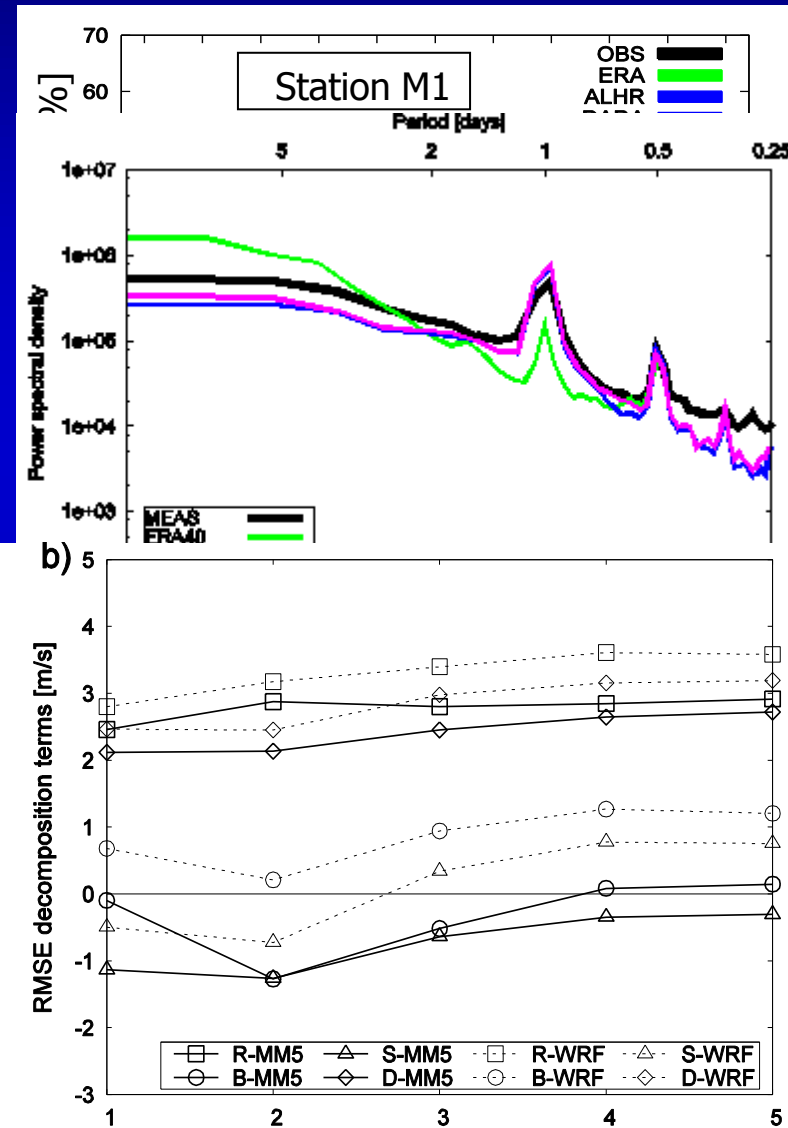 70
60
%]
Station M1
OBS
ERA
ALHR
Period [days]
5 2 1 0.5 0.25
1e+07
1e+06
1e+05
1e+04
1e+03
Power spectral density
MEAS
ERA40
b)
5
4
3
2
1
0
-1
-2
-3
RMSE decomposition terms [m/s]
R-MM5 S-MM5 R-WRF S-WRF
B-MM5 D-MM5 B-WRF D-WRF
1 2 3 4 5